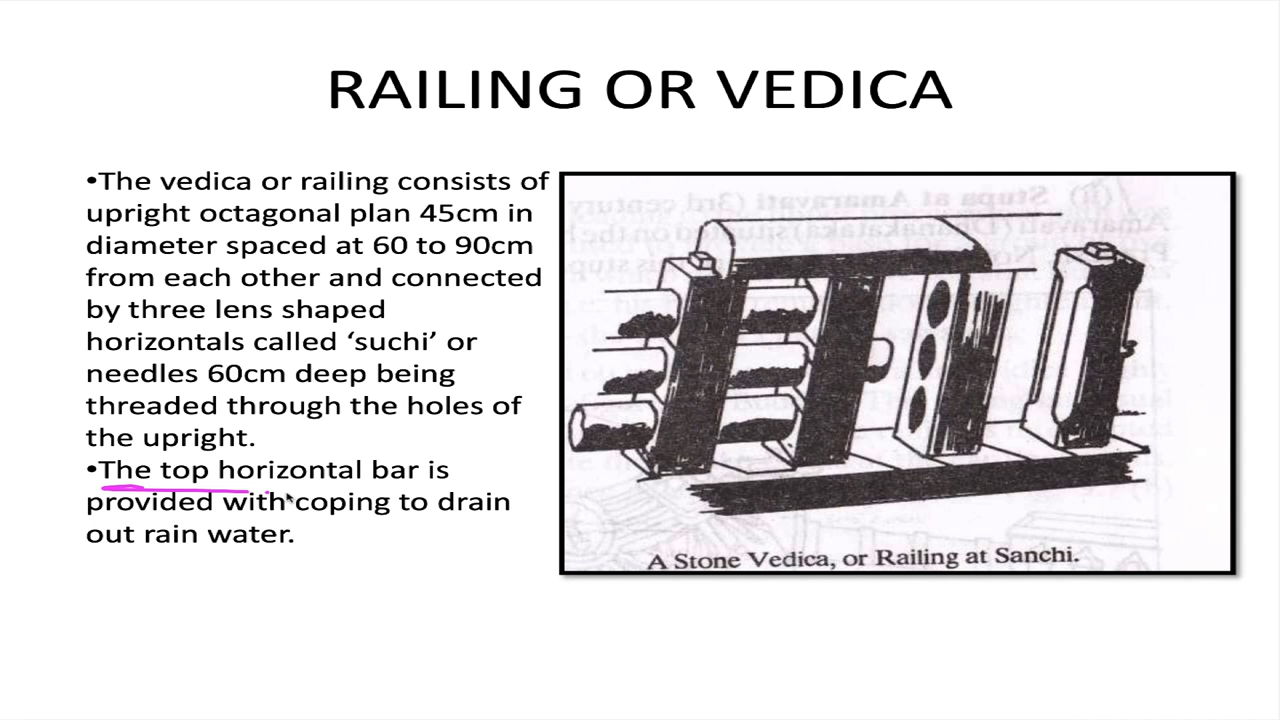 RAILING OR VEDICA
•The vedica or railing consists of
upright octagonal plan 45cm in
diameter spaced at 60 to 90cm
from each other and connected
by three lens shaped
horizontals called ‘suchi’ or
needles 60cm deep being
threaded through the holes of
the upright.
•The top horizontal bar is
provided with coping to drain
out rain water.
A Stone Vedica, or Railing at Sanchi.